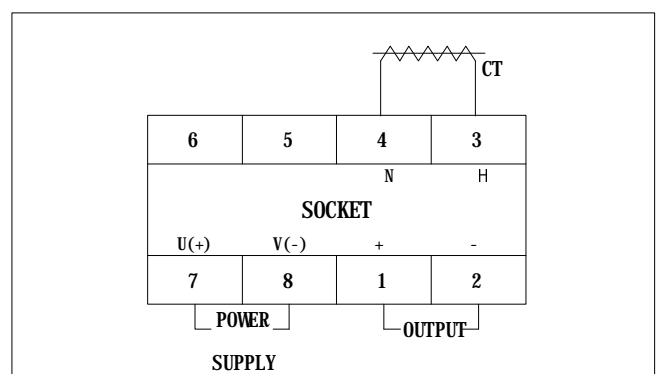 CT
6 5 4 3
N H
SOCKET
U(+) V(-) + -
7 8 1 2
POWER OUTPUT
SUPPLY